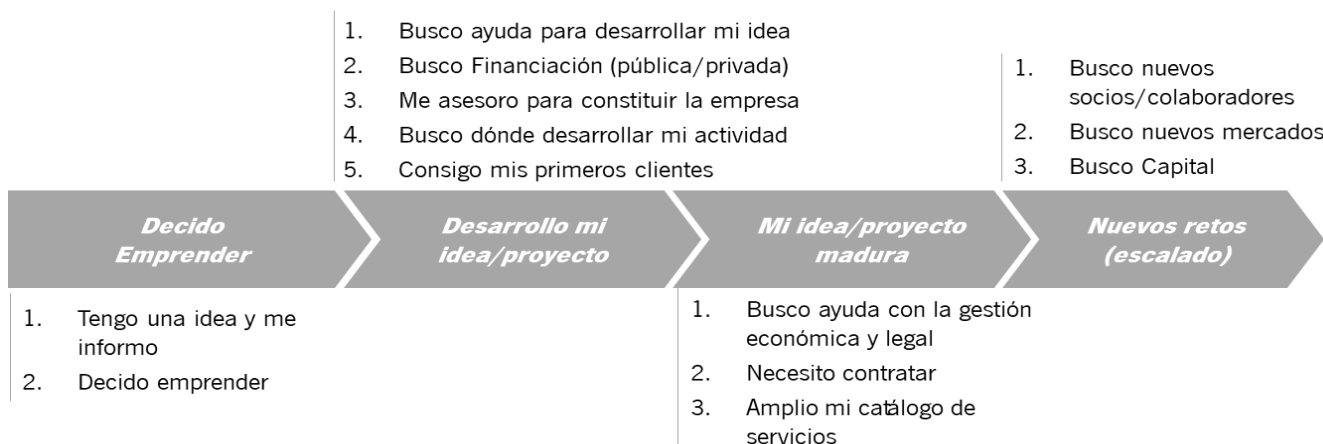 1. Busco ayuda para desarrollar mi idea
2. Busco Financiación (pública/privada)
3. Me asesoro para constituir la empresa
4. Busco dónde desarrollar mi actividad
5. Consigo mis primeros clientes
1. Busco nuevos
socios/colaboradores
2. Busco nuevos mercados
3. Busco Capital
Decido
Emprender
Desarrollo mi
idea/proyecto
Mi idea/proyecto
madura
Nuevos retos
(escalado)
1. Tengo una idea y me
informo
2. Decido emprender
1. Busco ayuda con la gestión
económica y legal
2. Necesito contratar
3. Amplio mi catálogo de
servicios